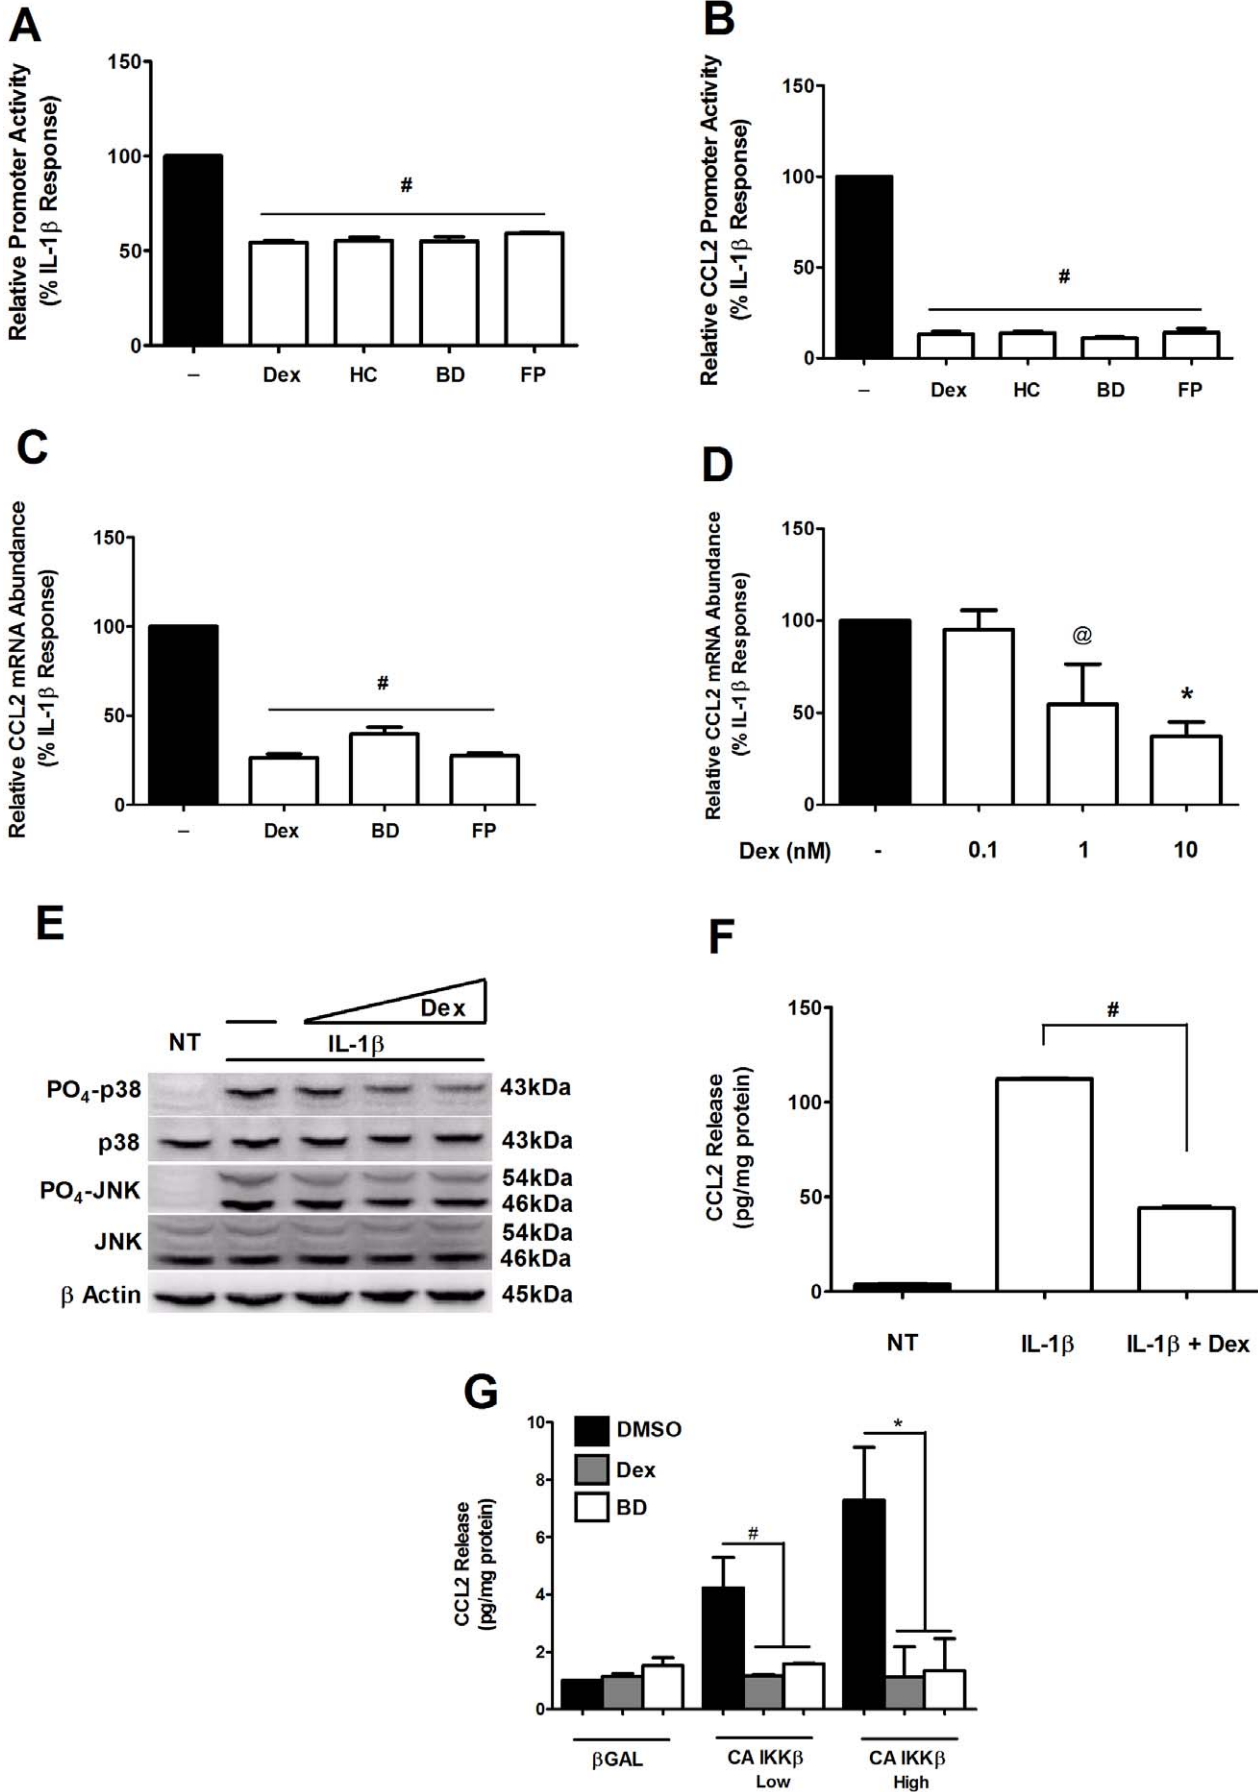 A
Relative Promoter Activity
(% IL-1β Response)
150
100
50
0
#
– Dex HC BD FP
B
Relative CCL2 Promoter Activity
(% IL-1β Response)
150
100
50
0
#
– Dex HC BD FP
C
Relative CCL2 mRNA Abundance
(% IL-1β Response)
150
100
50
0
#
– Dex BD FP
D
Relative CCL2 mRNA Abundance
(% IL-1β Response)
150
100
50
0
@
*
Dex (nM) - 0.1 1 10
E
Dex
NT IL-1β
PO₄-p38 43kDa
p38 43kDa
PO₄-JNK 54kDa
46kDa
JNK 54kDa
46kDa
β Actin 45kDa
F
CCL2 Release
(pg/mg protein)
150
100
50
0
#
NT IL-1β IL-1β + Dex
G
CCL2 Release
(pg/mg protein)
10
8
6
4
2
0
DMSO
Dex
BD
#
*
βGAL CA IKKβ CA IKKβ
Low High